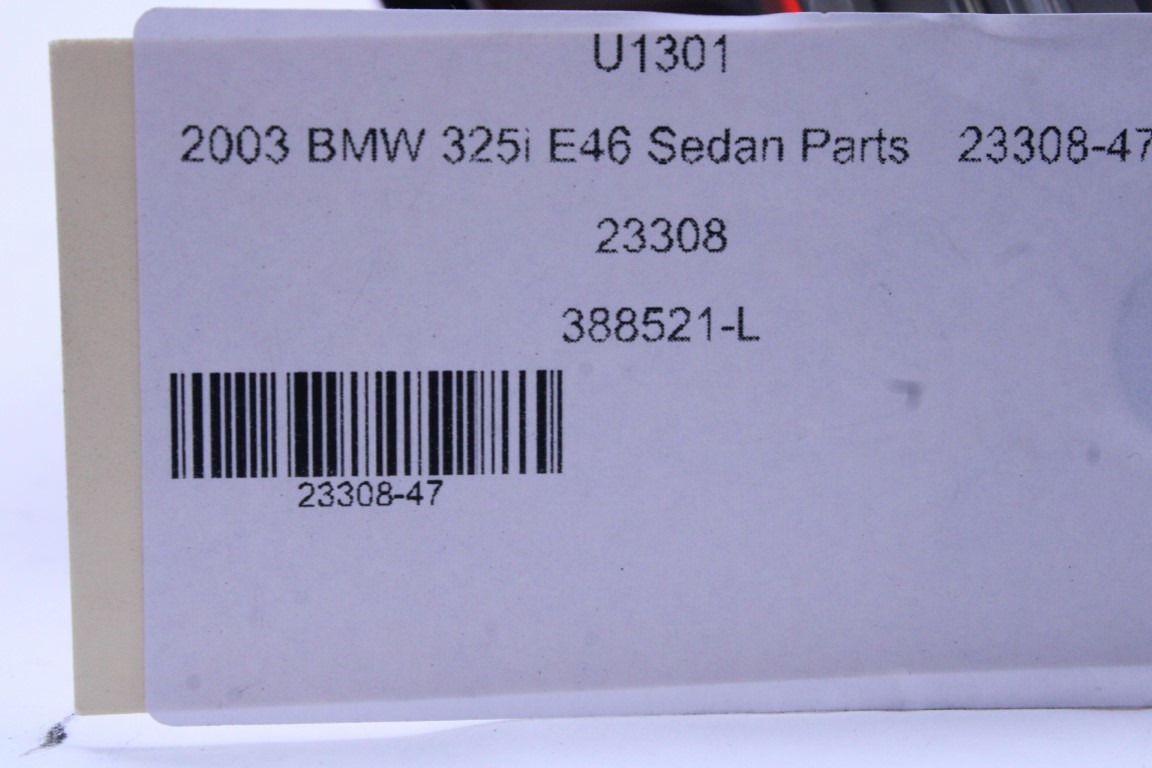 U1301
2003 BMW 325i E46 Sedan Parts 23308-47
23308
388521-L
23308-47